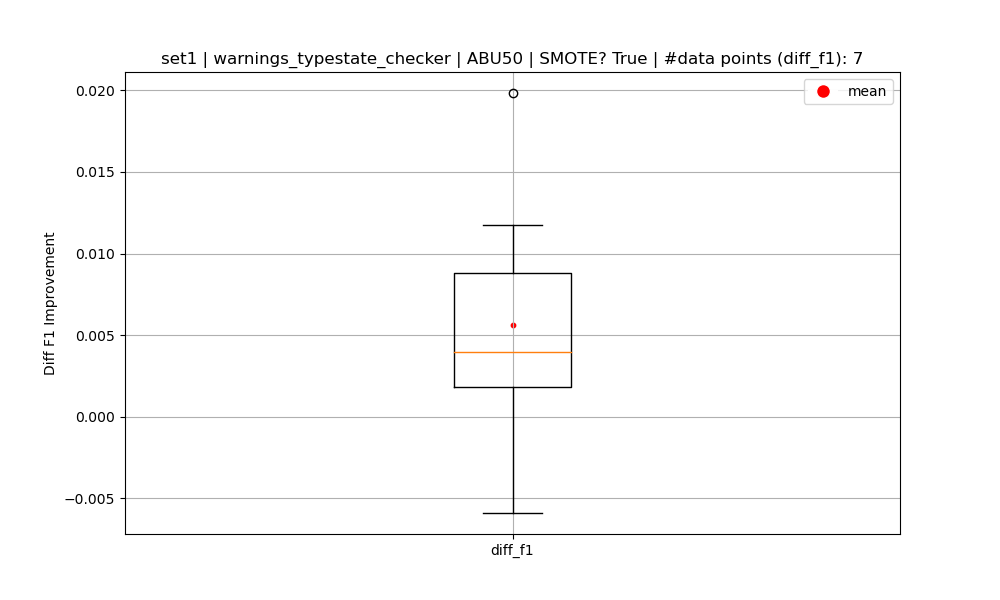 set1 | warnings_typestate_checker | ABU50 | SMOTE? True | #data points (diff_f1): 7
mean
0.020
0.015
0.010
0.005
0.000
−0.005
Diff F1 Improvement
diff_f1